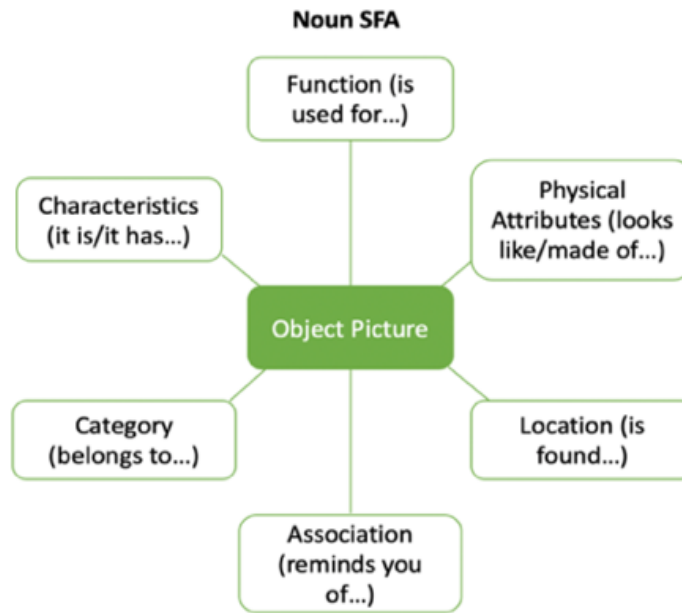 Noun SFA
Function (is
used for...)
Physical
Attributes (looks
like/made of...)
Characteristics
(it is/it has...)
Object Picture
Category
(belongs to...)
Location (is
found...)
Association
(reminds you
of...)